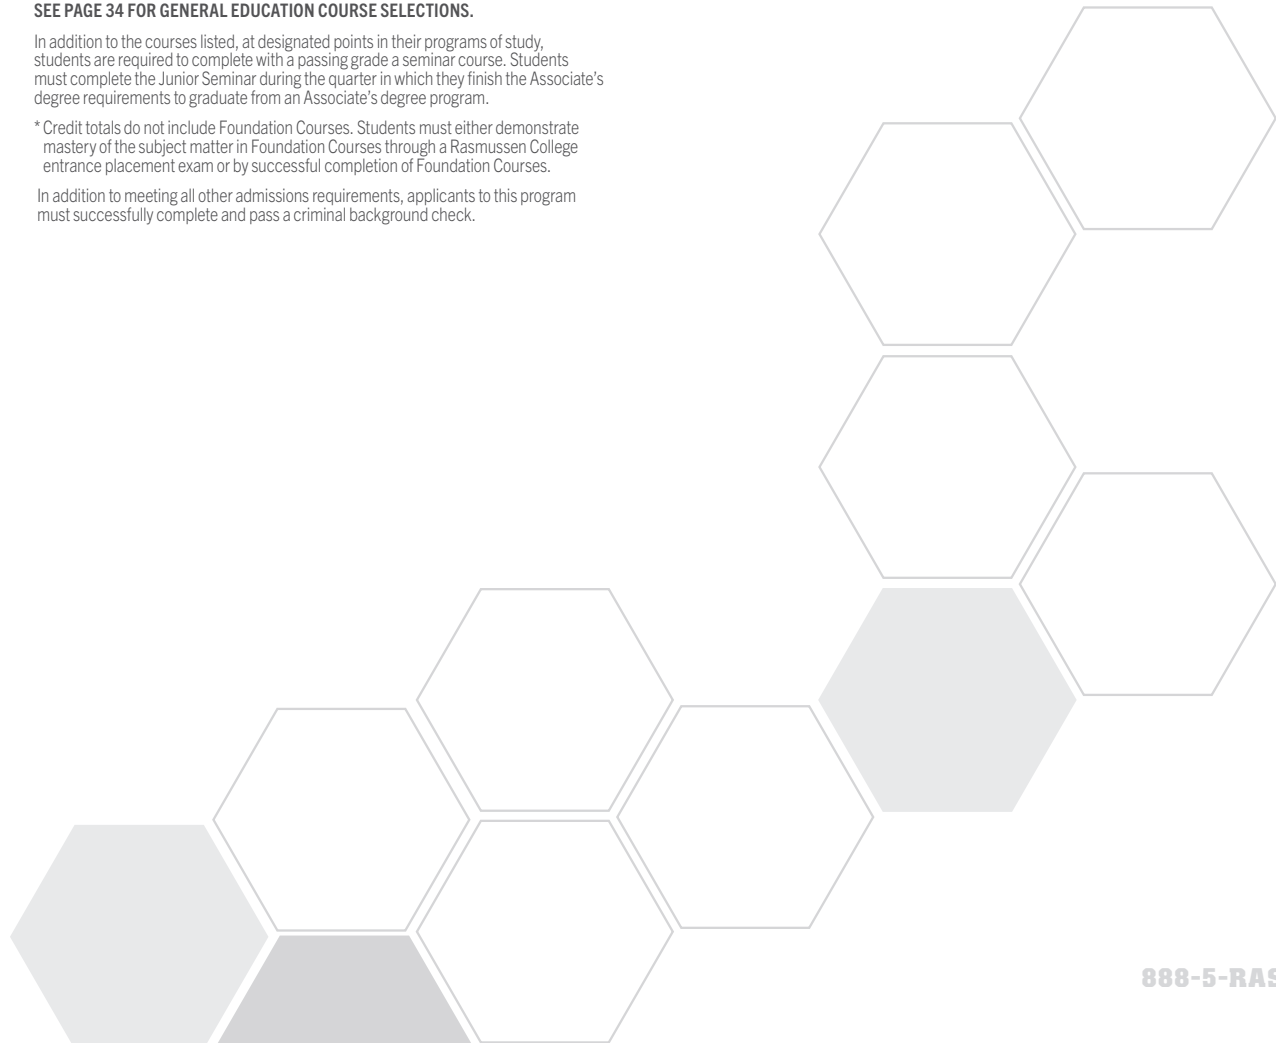 SEE PAGE 34 FOR GENERAL EDUCATION COURSE SELECTIONS.
In addition to the courses listed, at designated points in their programs of study,
students are required to complete with a passing grade a seminar course. Students
must complete the Junior Seminar during the quarter in which they finish the Associate’s
degree requirements to graduate from an Associate’s degree program.
* Credit totals do not include Foundation Courses. Students must either demonstrate
mastery of the subject matter in Foundation Courses through a Rasmussen College
entrance placement exam or by successful completion of Foundation Courses.
In addition to meeting all other admissions requirements, applicants to this program
must successfully complete and pass a criminal background check.
888-5-RAS